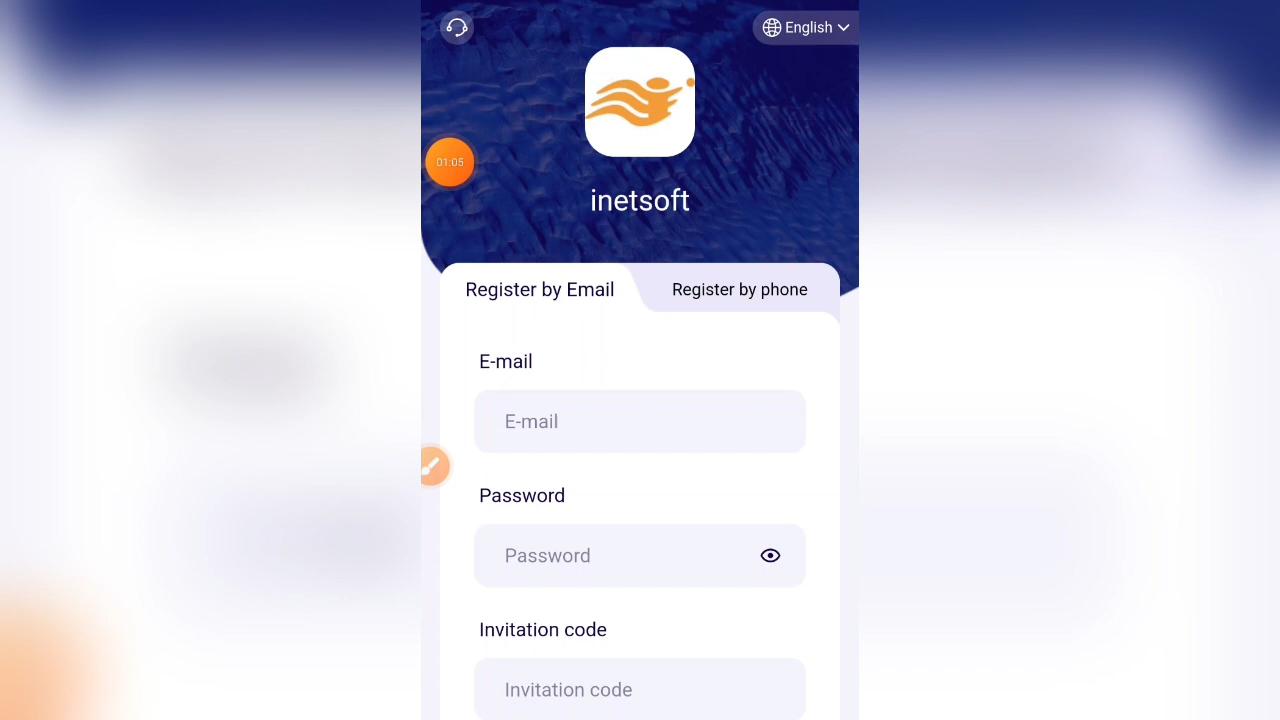 English
01:05
inetsoft
Register by Email
Register by phone
E-mail
E-mail
Password
Password
Invitation code
Invitation code